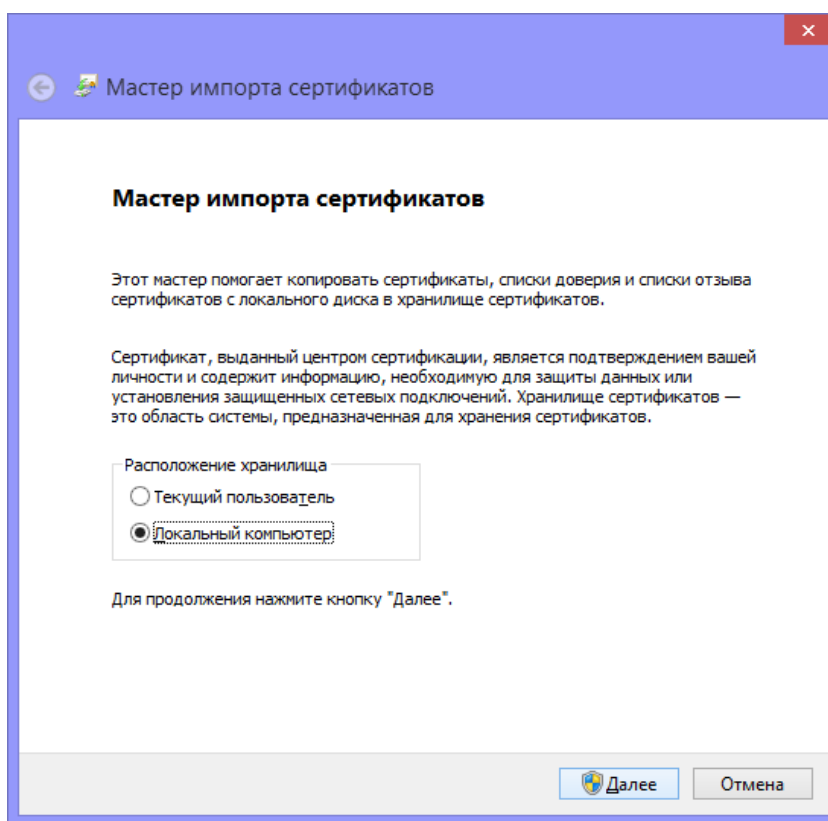 Мастер импорта сертификатов
Мастер импорта сертификатов
Этот мастер помогает копировать сертификаты, списки доверия и списки отзыва
сертификатов с локального диска в хранилище сертификатов.
Сертификат, выданный центром сертификации, является подтверждением вашей
личности и содержит информацию, необходимую для защиты данных или
установления защищенных сетевых подключений. Хранилище сертификатов —
это область системы, предназначенная для хранения сертификатов.
Расположение хранилища
Текущий пользователь
Локальный компьютер
Для продолжения нажмите кнопку "Далее".
Далее
Отмена